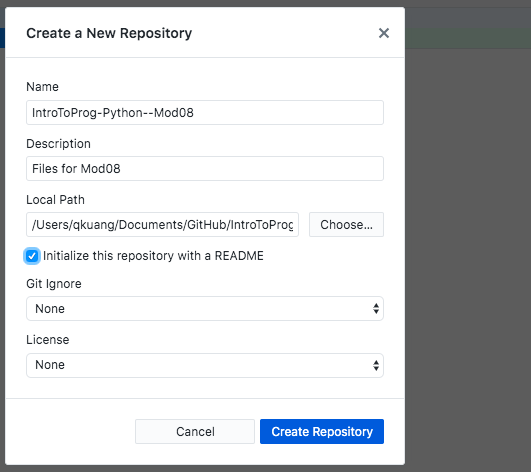 Create a New Repository
Name
IntroToProg-Python--Mod08
Description
Files for Mod08
Local Path
/Users/qkuang/Documents/GitHub/IntroToProg Choose...
Initialize this repository with a README
Git Ignore
None
License
None
Cancel Create Repository